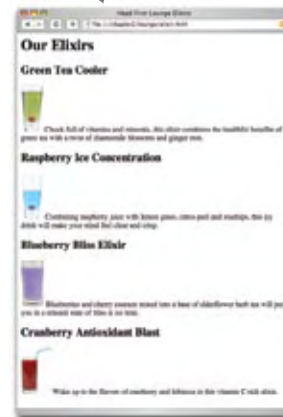 Head First Lounge Elixirs
Our Elixirs
Green Tea Cooler
Chock full of vitamins and minerals, this elixir combines the healthful benefits of
green tea with a twist of chamomile blossoms and ginger root.
Raspberry Ice Concentration
Combining raspberry juice with lemon grass, citrus peel and rosehips, this icy
drink will make your mind feel clear and crisp.
Blueberry Bliss Elixir
Blueberries and cherry essence mixed into a base of elderflower herb tea will put
you in a relaxed state of bliss in no time.
Cranberry Antioxidant Blast
Wake up to the flavors of cranberry and hibiscus in this vitamin C rich elixir.